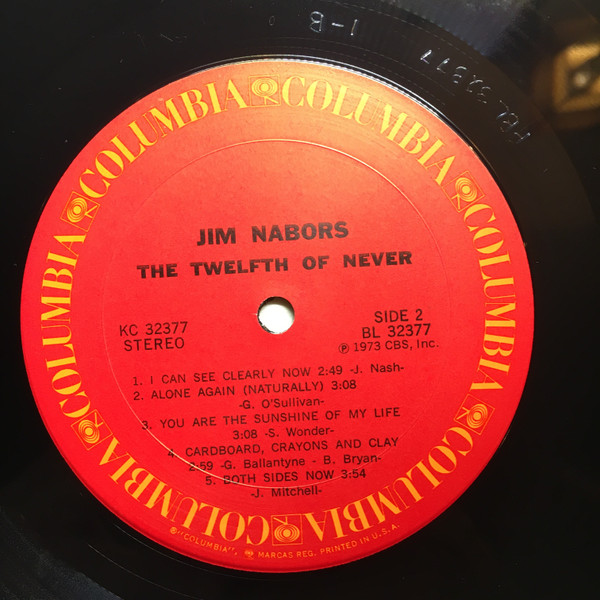 PBL 32377 1-B
COLUMBIA COLUMBIA COLUMBIA COLUMBIA COLUMBIA COLUMBIA COLUMBIA
JIM NABORS
THE TWELFTH OF NEVER
KC 32377
STEREO
SIDE 2
BL 32377
℗ 1973 CBS, Inc.
1. I CAN SEE CLEARLY NOW 2:49 -J. Nash-
2. ALONE AGAIN (NATURALLY) 3:08
-G. O'Sullivan-
3. YOU ARE THE SUNSHINE OF MY LIFE
3:08 -S. Wonder-
4. CARDBOARD, CRAYONS AND CLAY
2:59 -G. Ballantyne - B. Bryan-
5. BOTH SIDES NOW 3:54
-J. Mitchell-
®"COLUMBIA", MARCAS REG. PRINTED IN U.S.A.